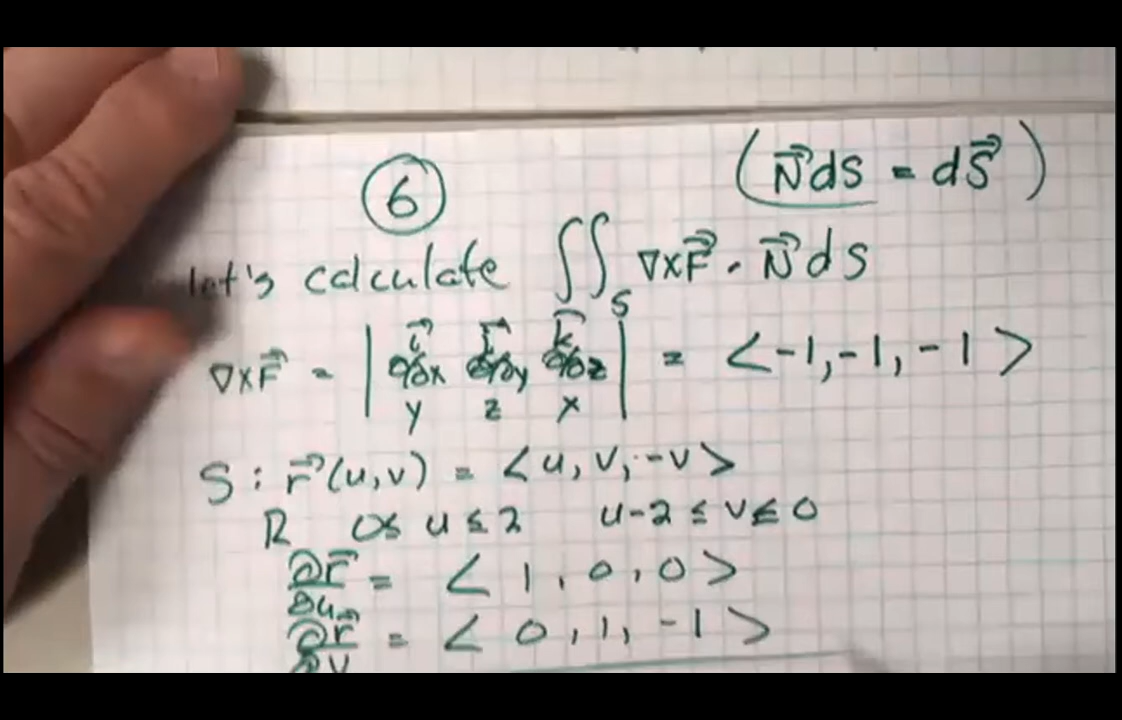 ⑥
(N⃗dS = dS⃗)
let's calculate ∬_S ∇×F⃗ · N⃗ dS
∇×F⃗ = | i⃗ j⃗ k⃗ ; ∂/∂x ∂/∂y ∂/∂z ; y z x | = <-1, -1, -1>
S : r⃗(u,v) = <u, v, -v>
R 0≤ u ≤ 2 u-2 ≤ v ≤ 0
∂r⃗/∂u = < 1, 0, 0 >
∂r⃗/∂v = < 0, 1, -1 >